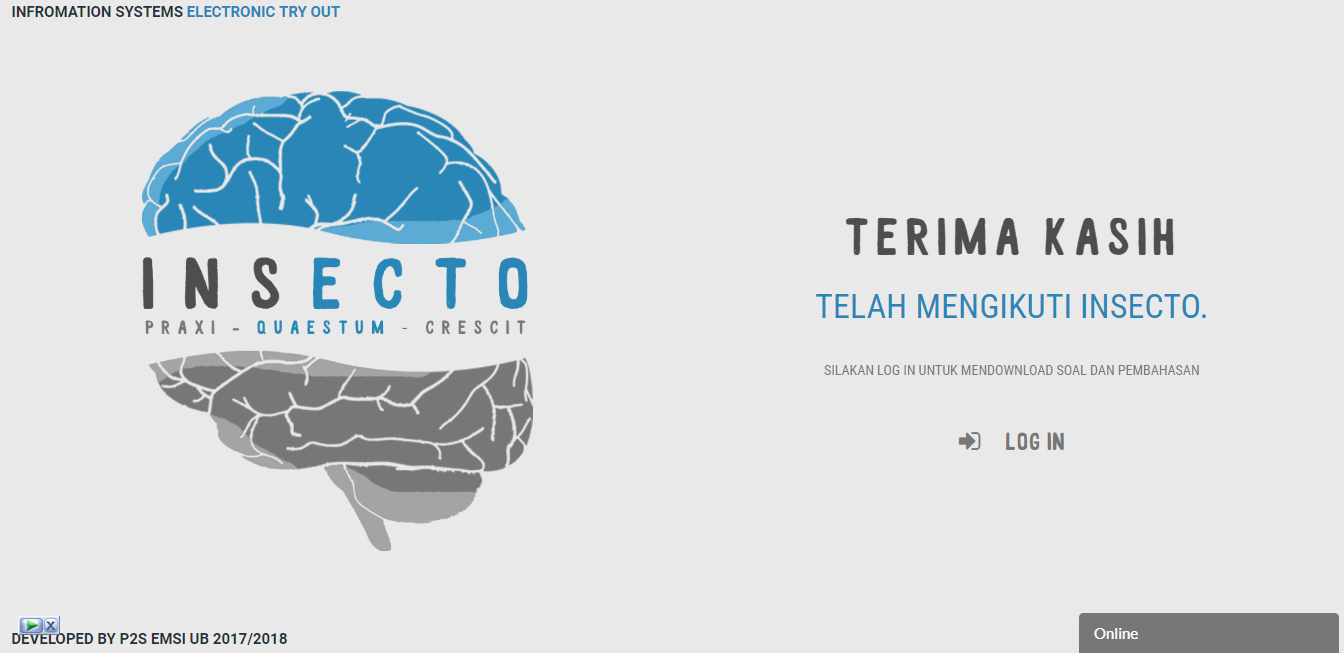 INFROMATION SYSTEMS ELECTRONIC TRY OUT
INSECTO
PRAXI - QUAESTUM - CRESCIT
TERIMA KASIH
TELAH MENGIKUTI INSECTO.
SILAKAN LOG IN UNTUK MENDOWNLOAD SOAL DAN PEMBAHASAN
LOG IN
DEVELOPED BY P2S EMSI UB 2017/2018
Online